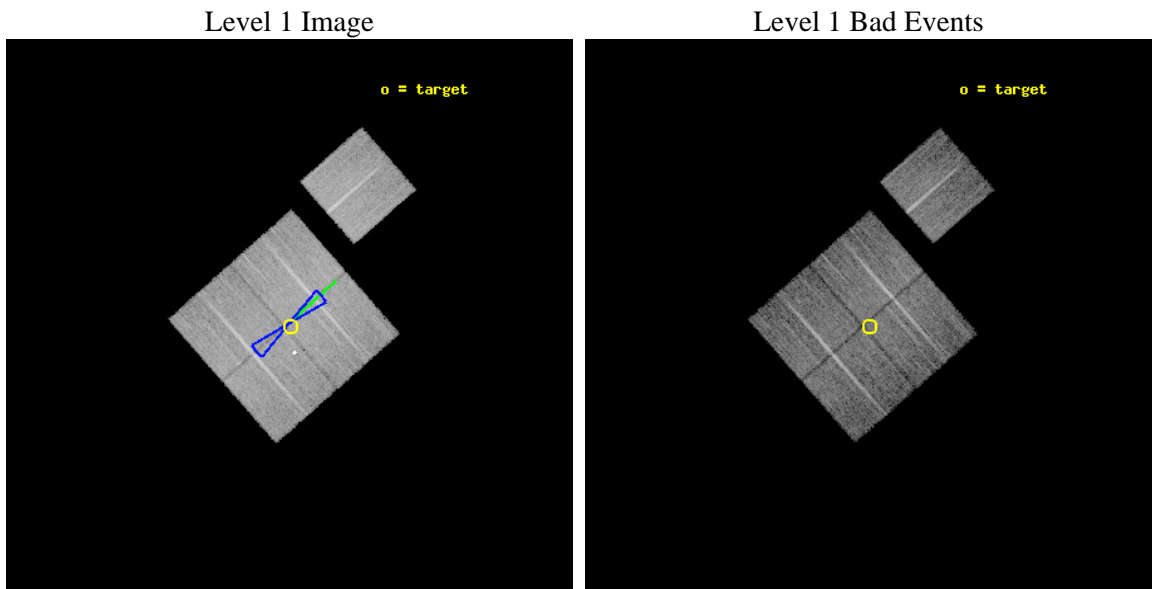 Level 1 Image
Level 1 Bad Events
o = target
o = target